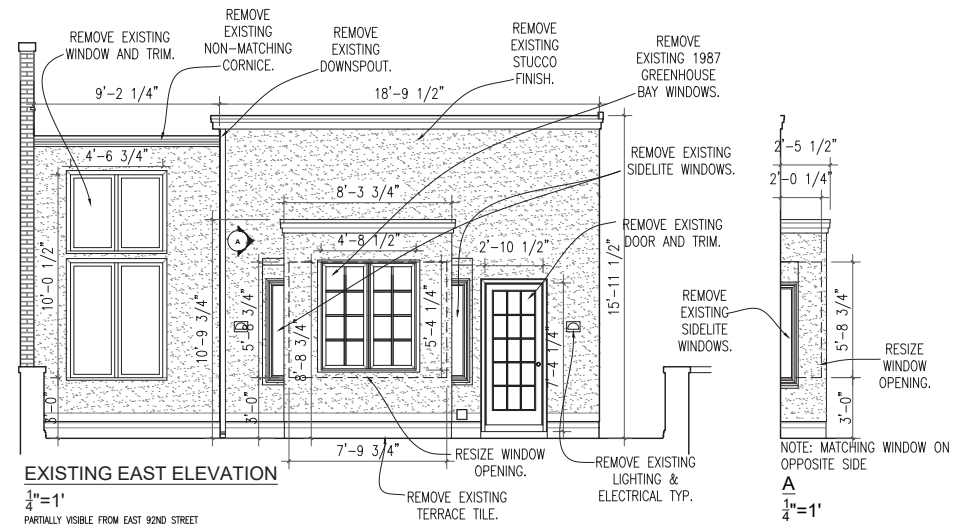 REMOVE EXISTING
WINDOW AND TRIM.
REMOVE
EXISTING
NON-MATCHING
CORNICE.
REMOVE
EXISTING
DOWNSPOUT.
REMOVE
EXISTING
STUCCO
FINISH.
REMOVE
EXISTING 1987
GREENHOUSE
BAY WINDOWS.
9'-2 1/4"
18'-9 1/2"
4'-6 3/4"
REMOVE EXISTING
SIDELITE WINDOWS.
8'-3 3/4"
A
4'-8 1/2"
2'-10 1/2"
REMOVE EXISTING
DOOR AND TRIM.
10'-0 1/2"
3'-0"
10'-9 3/4"
5'-8 3/4"
3'-0"
8'-8 3/4"
5'-4 1/4"
7'-4 1/4"
15'-11 1/2"
7'-9 3/4"
RESIZE WINDOW
OPENING.
REMOVE EXISTING
TERRACE TILE.
REMOVE EXISTING
LIGHTING &
ELECTRICAL TYP.
EXISTING EAST ELEVATION
1/4"=1'
PARTIALLY VISIBLE FROM EAST 92ND STREET
2'-5 1/2"
2'-0 1/4"
REMOVE
EXISTING
SIDELITE
WINDOWS.
5'-8 3/4"
3'-0"
RESIZE
WINDOW
OPENING.
NOTE: MATCHING WINDOW ON
OPPOSITE SIDE
A
1/4"=1'